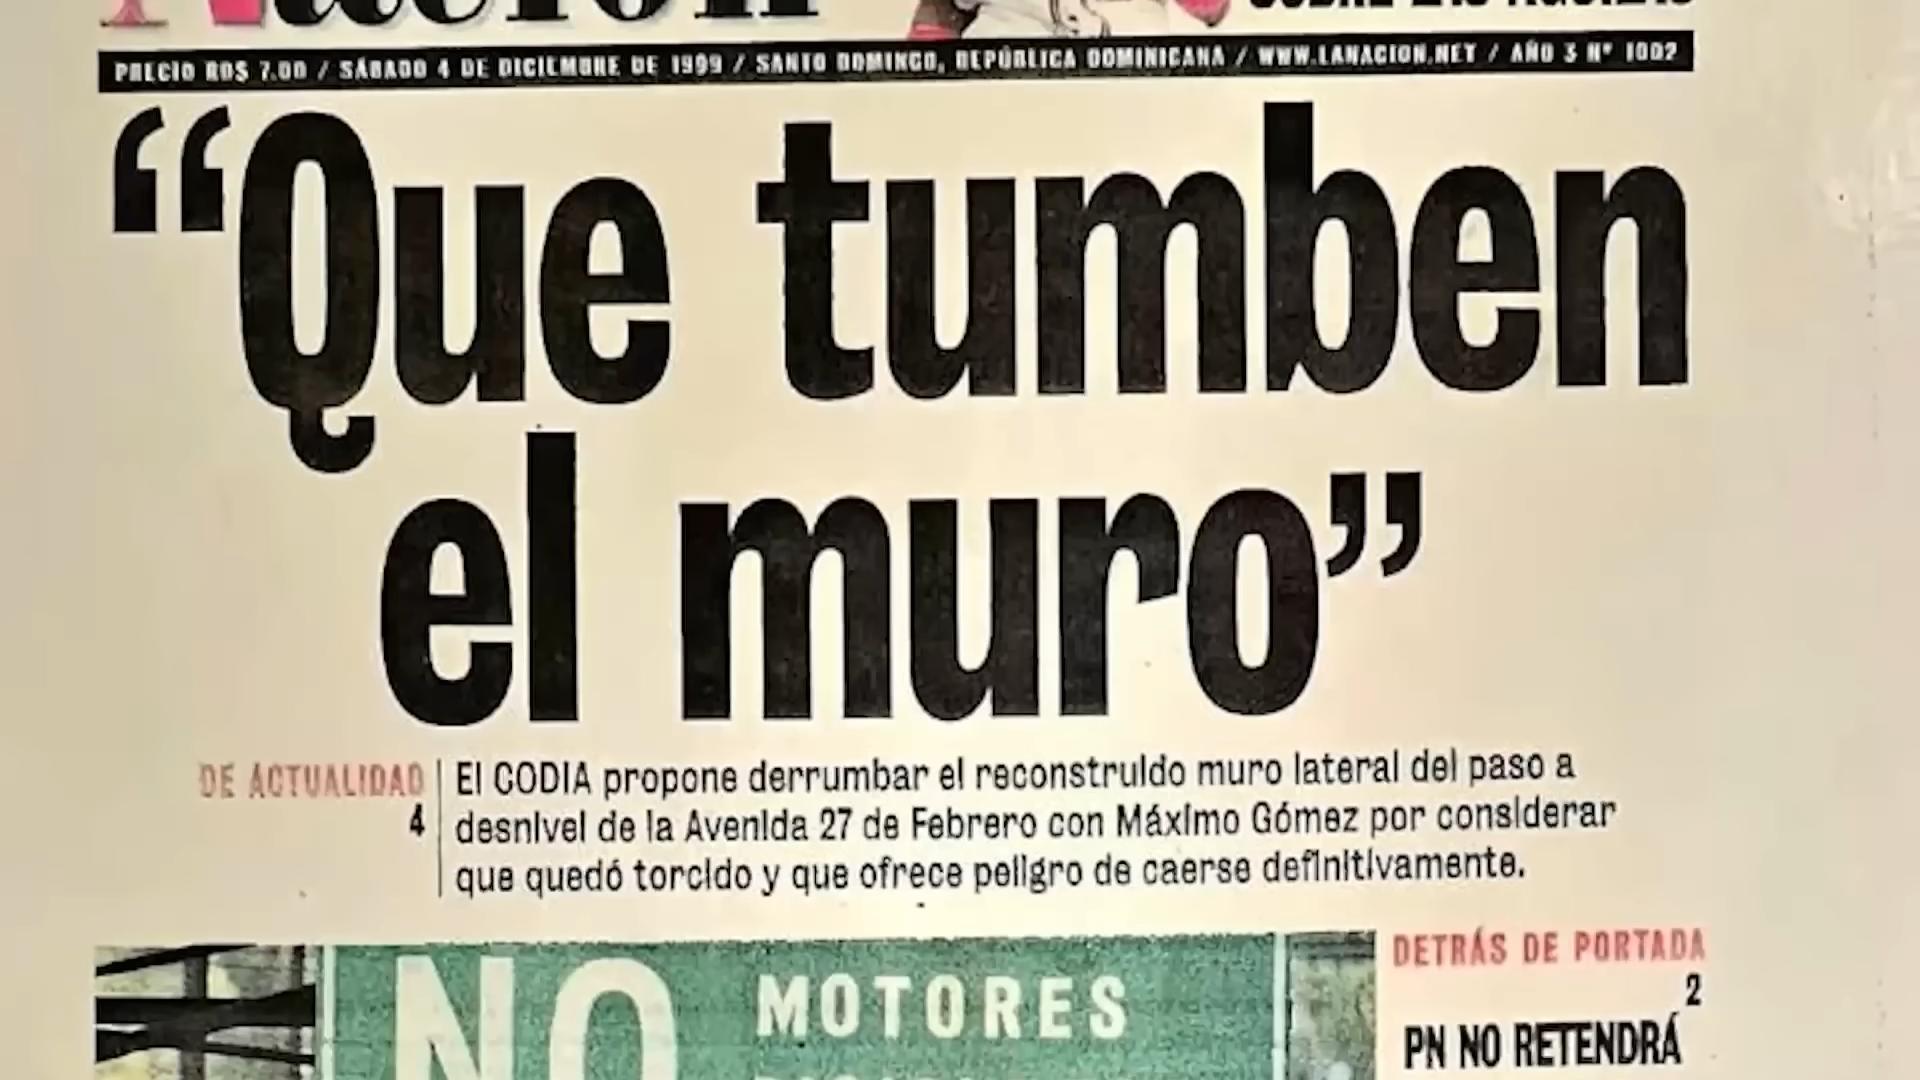 Nación
PRECIO RD$ 7.00 / SÁBADO 4 DE DICIEMBRE DE 1999 / SANTO DOMINGO, REPÚBLICA DOMINICANA / WWW.LANACION.NET / AÑO 3 Nº 1002
“Que tumben
el muro”
DE ACTUALIDAD
4
El CODIA propone derrumbar el reconstruido muro lateral del paso a
desnivel de la Avenida 27 de Febrero con Máximo Gómez por considerar
que quedó torcido y que ofrece peligro de caerse definitivamente.
NO MOTORES
DETRÁS DE PORTADA
2
PN NO RETENDRÁ